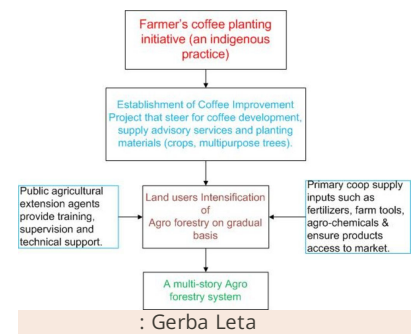 Farmer's coffee planting
initiative (an indigenous
practice)
Establishment of Coffee Improvement
Project that steer for coffee development,
supply advisory services and planting
materials (crops, multipurpose trees).
Public agricultural
extension agents
provide training,
supervision and
technical support.
Land users Intensification
of
Agro forestry on gradual
basis
Primary coop supply
inputs such as
fertilizers, farm tools,
agro-chemicals &
ensure products
access to market.
A multi-story Agro
forestry system
: Gerba Leta